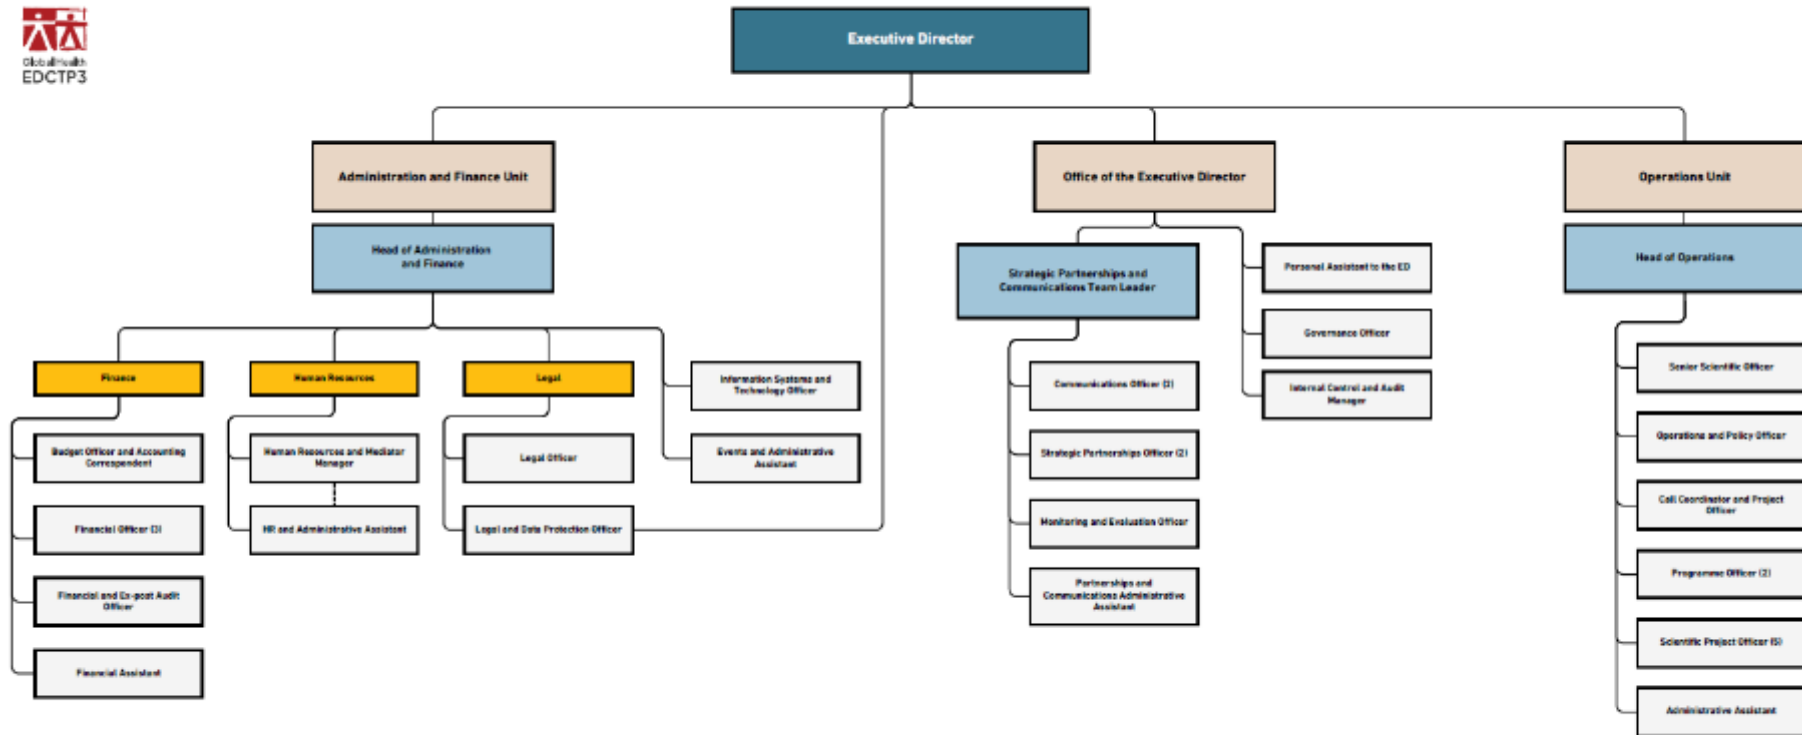 Global Health
EDCTP3
Executive Director
Administration and Finance Unit
Office of the Executive Director
Operations Unit
Head of Administration
and Finance
Strategic Partnerships and
Communications Team Leader
Personal Assistant to the ED
Governance Officer
Internal Control and Audit
Manager
Head of Operations
Finance
Human Resources
Legal
Information Systems and
Technology Officer
Events and Administrative
Assistant
Budget Officer and Accounting
Correspondent
Financial Officer (3)
Financial and Ex-post Audit
Officer
Financial Assistant
Human Resources and Mediator
Manager
HR and Administrative Assistant
Legal Officer
Legal and Data Protection Officer
Communications Officer
Strategic Partnerships Officer (2)
Monitoring and Evaluation Officer
Partnerships and
Communications Administrative
Assistant
Senior Scientific Officer
Operations and Policy Officer
Call Coordinator and Project
Officer
Programme Officer (2)
Scientific Project Officer (5)
Administrative Assistant